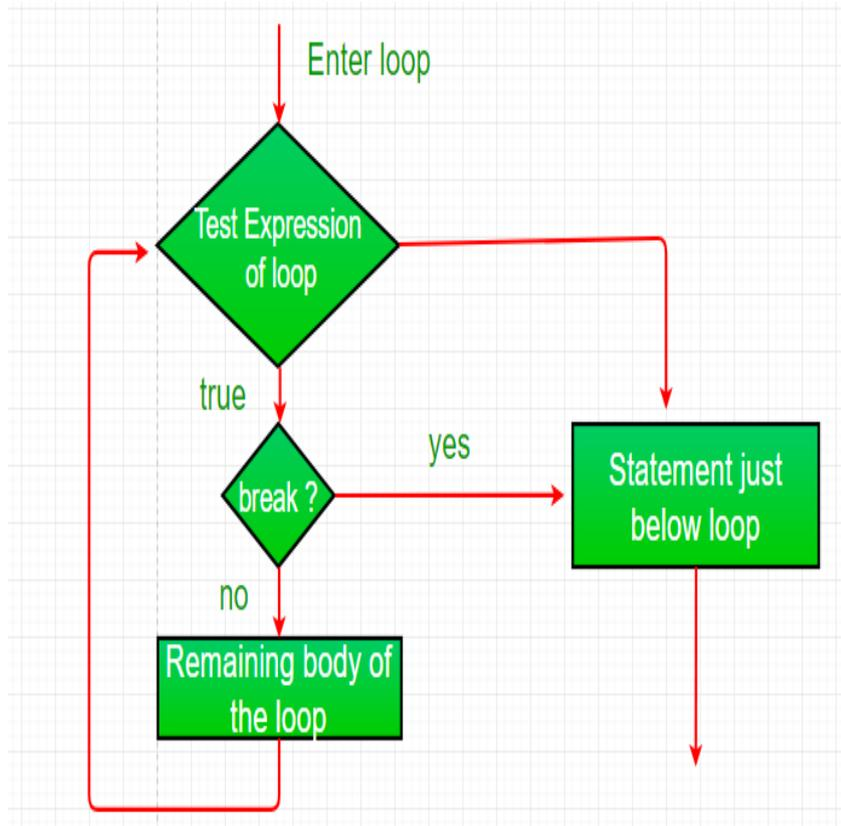 Enter loop
Test Expression
of loop
true
yes
break ?
Statement just
below loop
no
Remaining body of
the loop